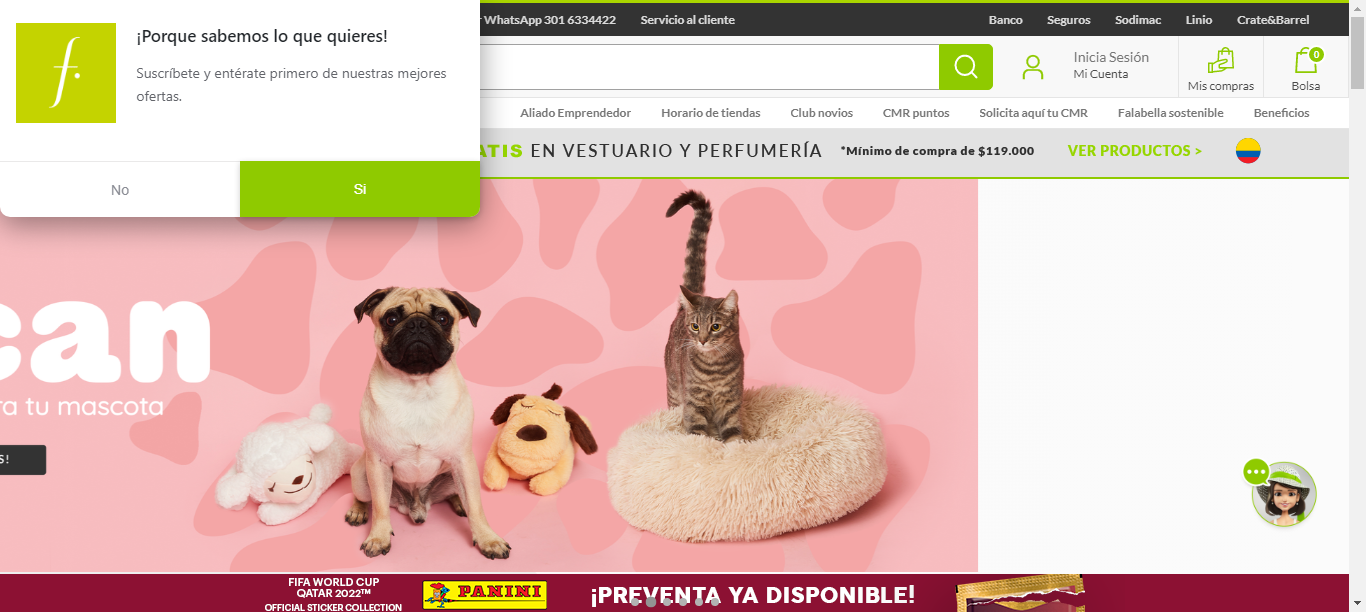 ¡Porque sabemos lo que quieres!
Suscríbete y entérate primero de nuestras mejores
ofertas.
No
Si
WhatsApp 301 6334422
Servicio al cliente
Banco
Seguros
Sodimac
Linio
Crate&Barrel
Inicia Sesión
Mi Cuenta
Mis compras
0
Bolsa
Aliado Emprendedor
Horario de tiendas
Club novios
CMR puntos
Solicita aquí tu CMR
Falabella sostenible
Beneficios
ATIS EN VESTUARIO Y PERFUMERÍA
*Mínimo de compra de $119.000
VER PRODUCTOS >
can
ra tu mascota
S!
FIFA WORLD CUP
QATAR 2022™
OFFICIAL STICKER COLLECTION
PANINI
¡PREVENTA YA DISPONIBLE!